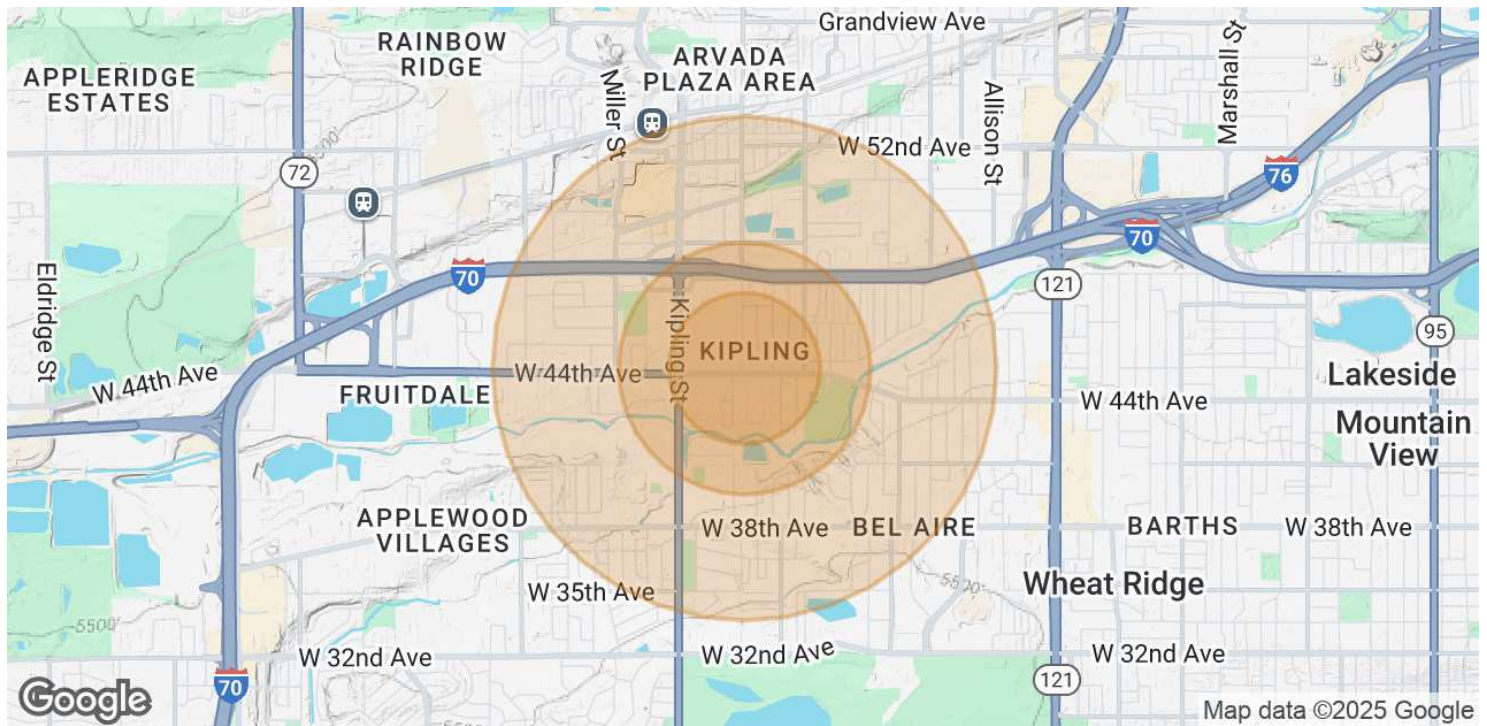 Grandview Ave
RAINBOW
RIDGE
ARVADA
PLAZA AREA
Marshall St
APPLERIDGE
ESTATES
Miller St
Allison St
W 52nd Ave
72
5500
76
70
70
Eldridge St
121
Kipling St
KIPLING
95
W 44th Ave
W 44th Ave
FRUITDALE
W 44th Ave
Lakeside
Mountain
View
APPLEWOOD
VILLAGES
W 38th Ave
BEL AIRE
BARTHS
W 38th Ave
W 35th Ave
5500'
Wheat Ridge
5500'
W 32nd Ave
W 32nd Ave
W 32nd Ave
70
121
Google
Map data ©2025 Google